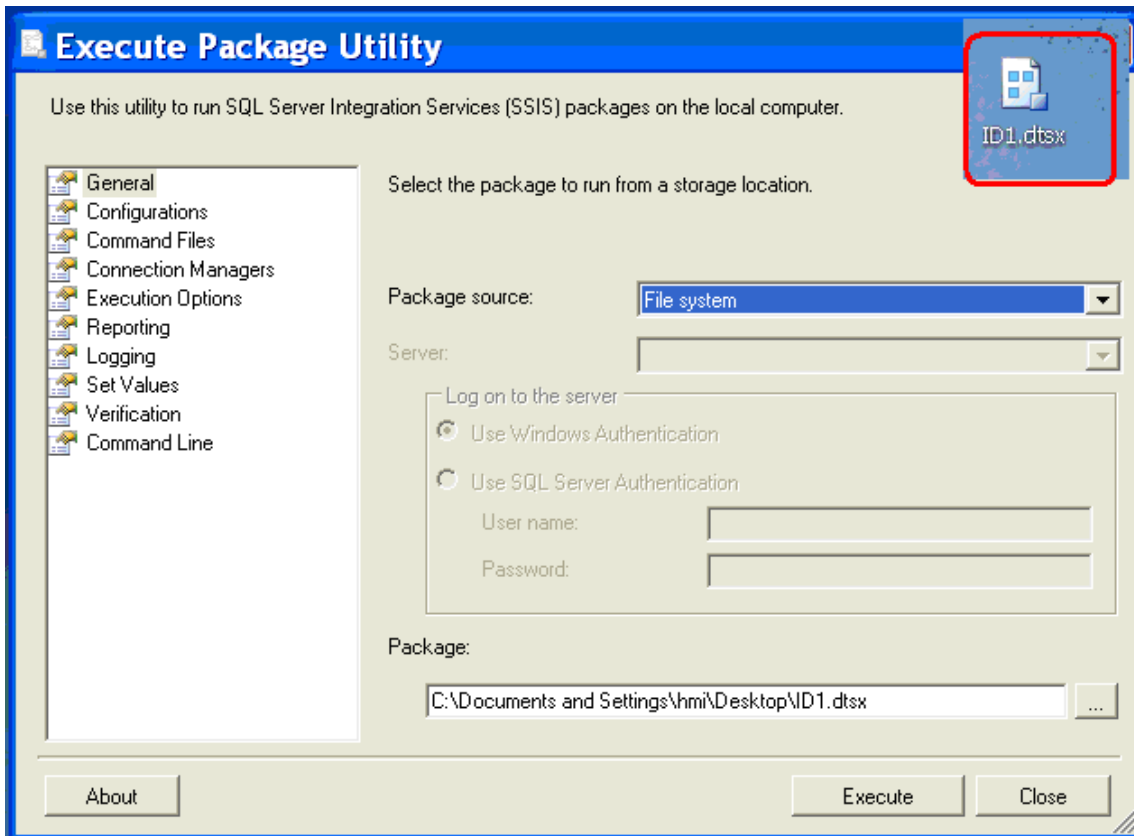 Execute Package Utility
ID1.dtsx
Use this utility to run SQL Server Integration Services (SSIS) packages on the local computer.
General
Configurations
Command Files
Connection Managers
Execution Options
Reporting
Logging
Set Values
Verification
Command Line
Select the package to run from a storage location.
Package source:
File system
Server:
Log on to the server
Use Windows Authentication
Use SQL Server Authentication
User name:
Password:
Package:
C:\Documents and Settings\hmi\Desktop\ID1.dtsx
...
About
Execute
Close